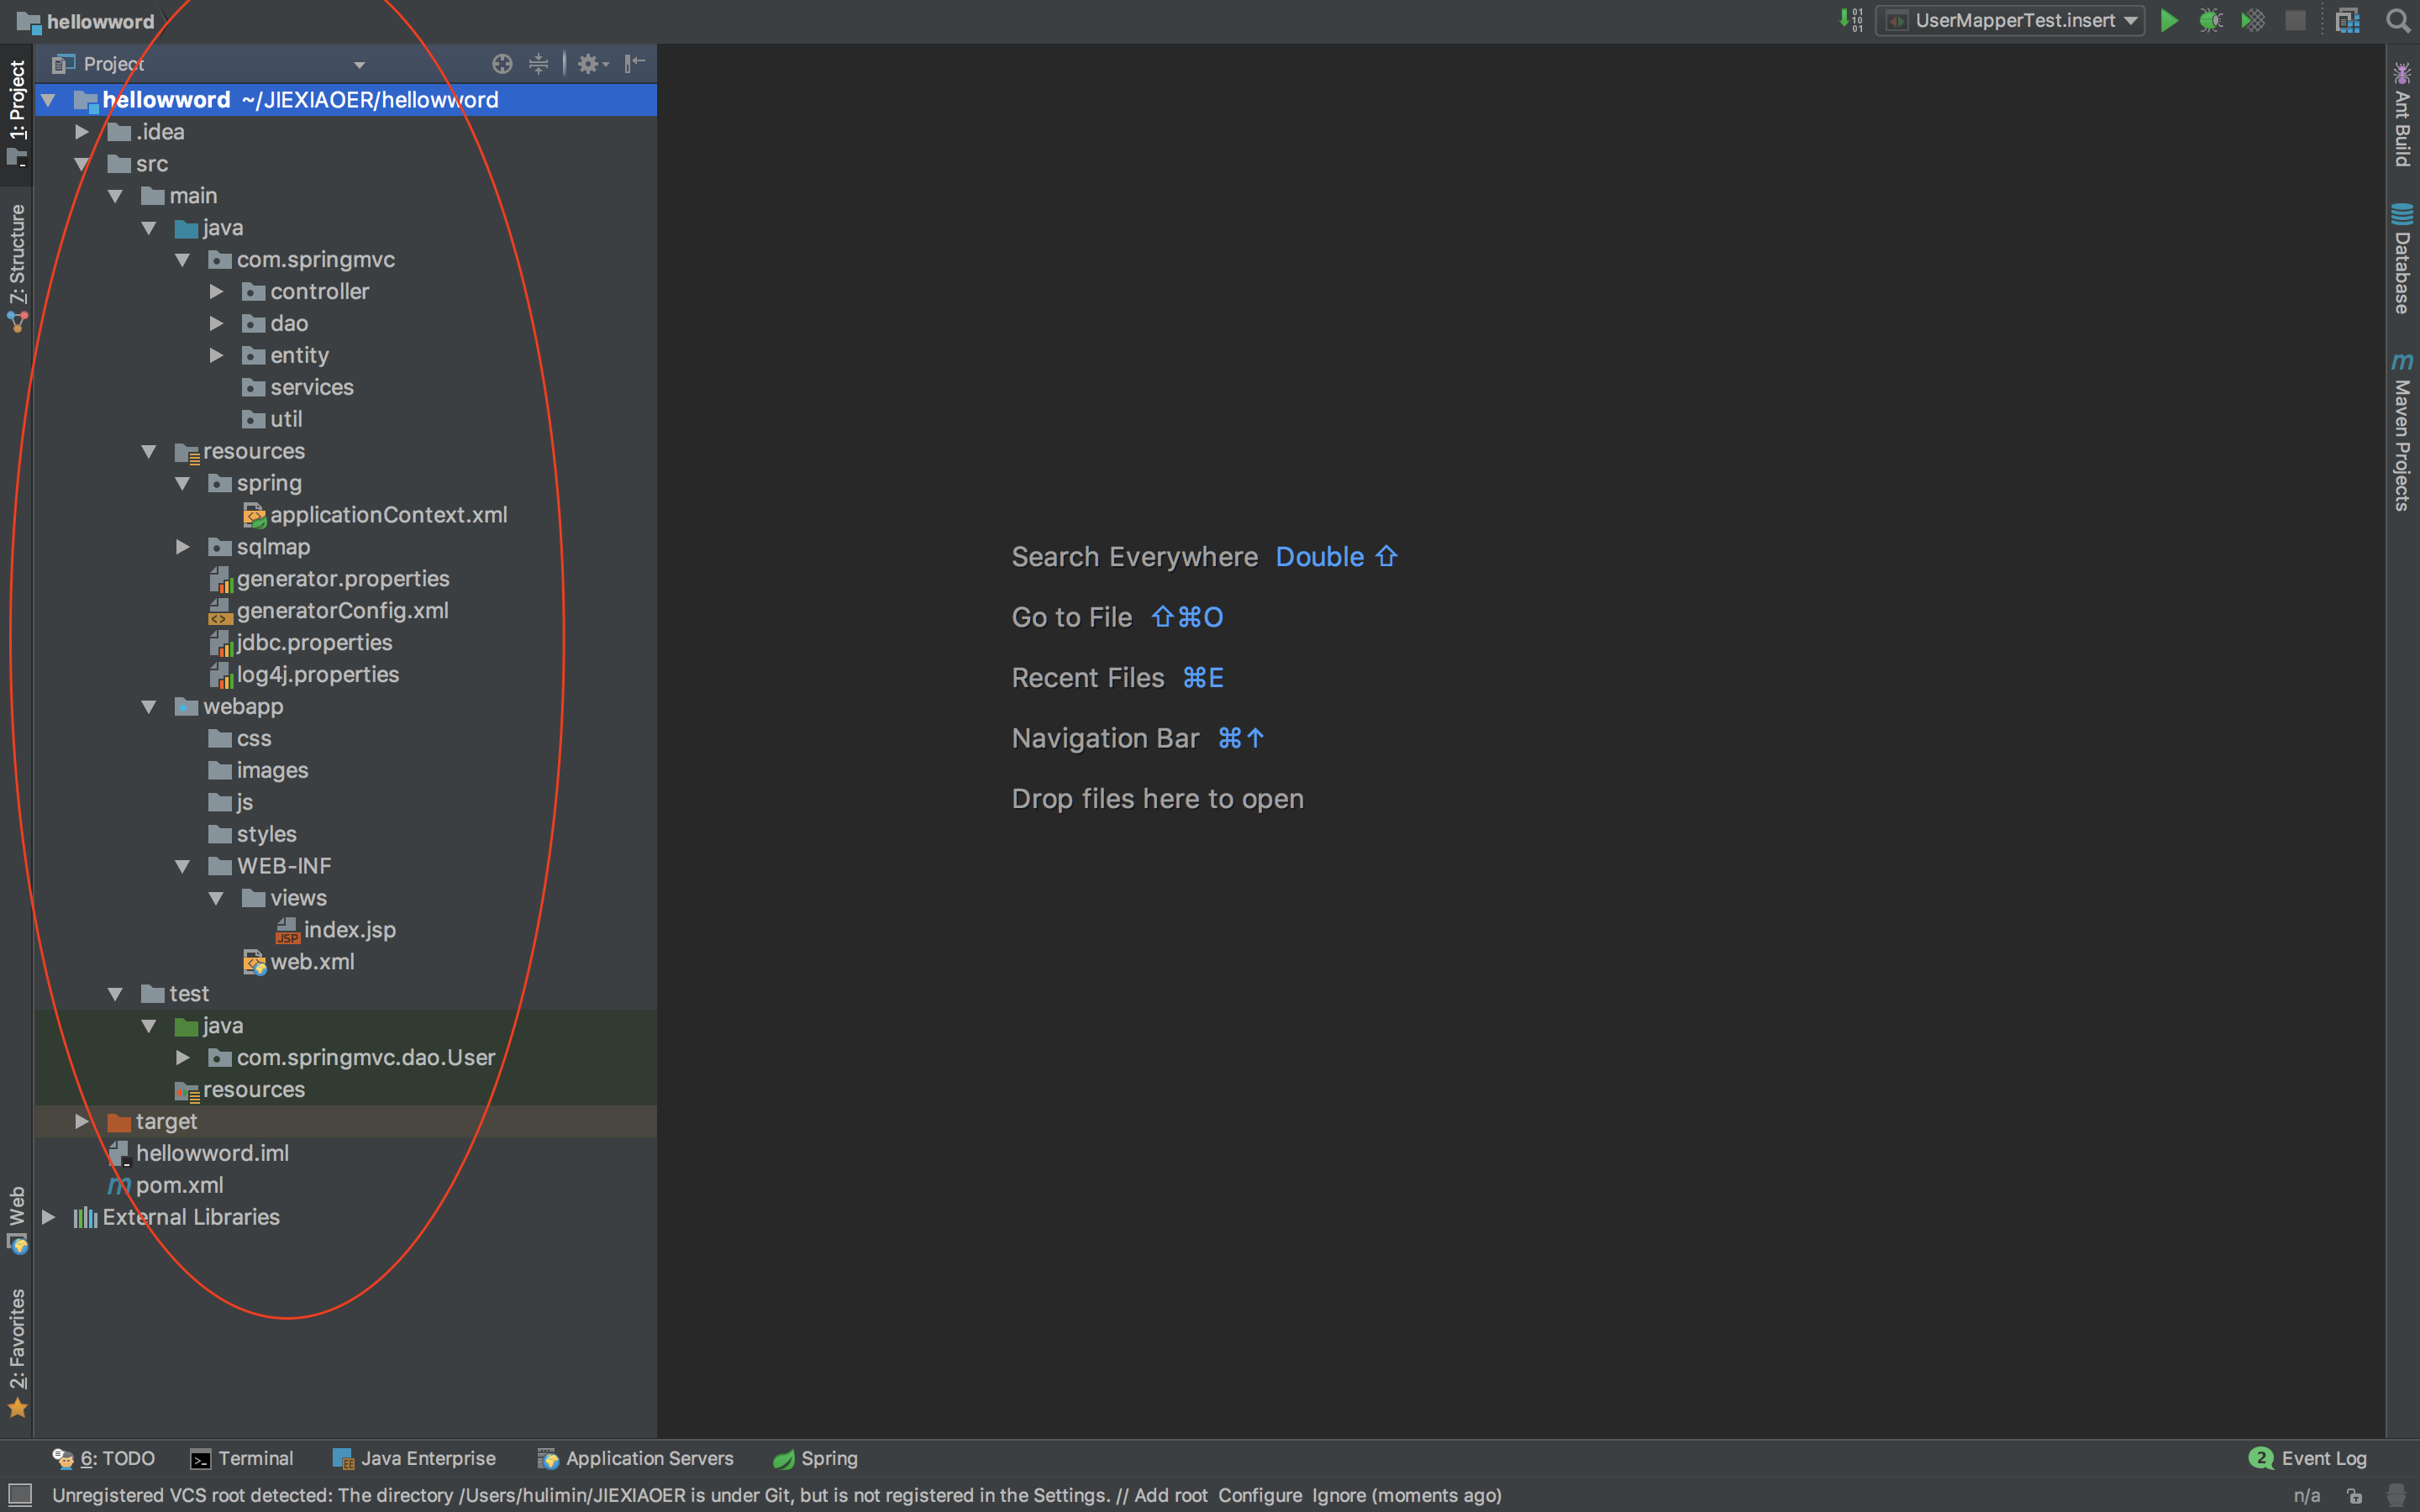 hellowword
UserMapperTest.insert
Project
hellowword ~/JIEXIAOER/hellowword
.idea
src
main
java
com.springmvc
controller
dao
entity
services
util
resources
spring
applicationContext.xml
sqlmap
generator.properties
generatorConfig.xml
jdbc.properties
log4j.properties
webapp
css
images
js
styles
WEB-INF
views
index.jsp
web.xml
test
java
com.springmvc.dao.User
resources
target
hellowword.iml
pom.xml
External Libraries
1: Project
Z: Structure
Web
2: Favorites
Search Everywhere Double ⇧
Go to File ⇧⌘O
Recent Files ⌘E
Navigation Bar ⌘↑
Drop files here to open
Ant Build
Database
Maven Projects
6: TODO Terminal Java Enterprise Application Servers Spring 2 Event Log
Unregistered VCS root detected: The directory /Users/hulimin/JIEXIAOER is under Git, but is not registered in the Settings. // Add root Configure Ignore (moments ago) n/a